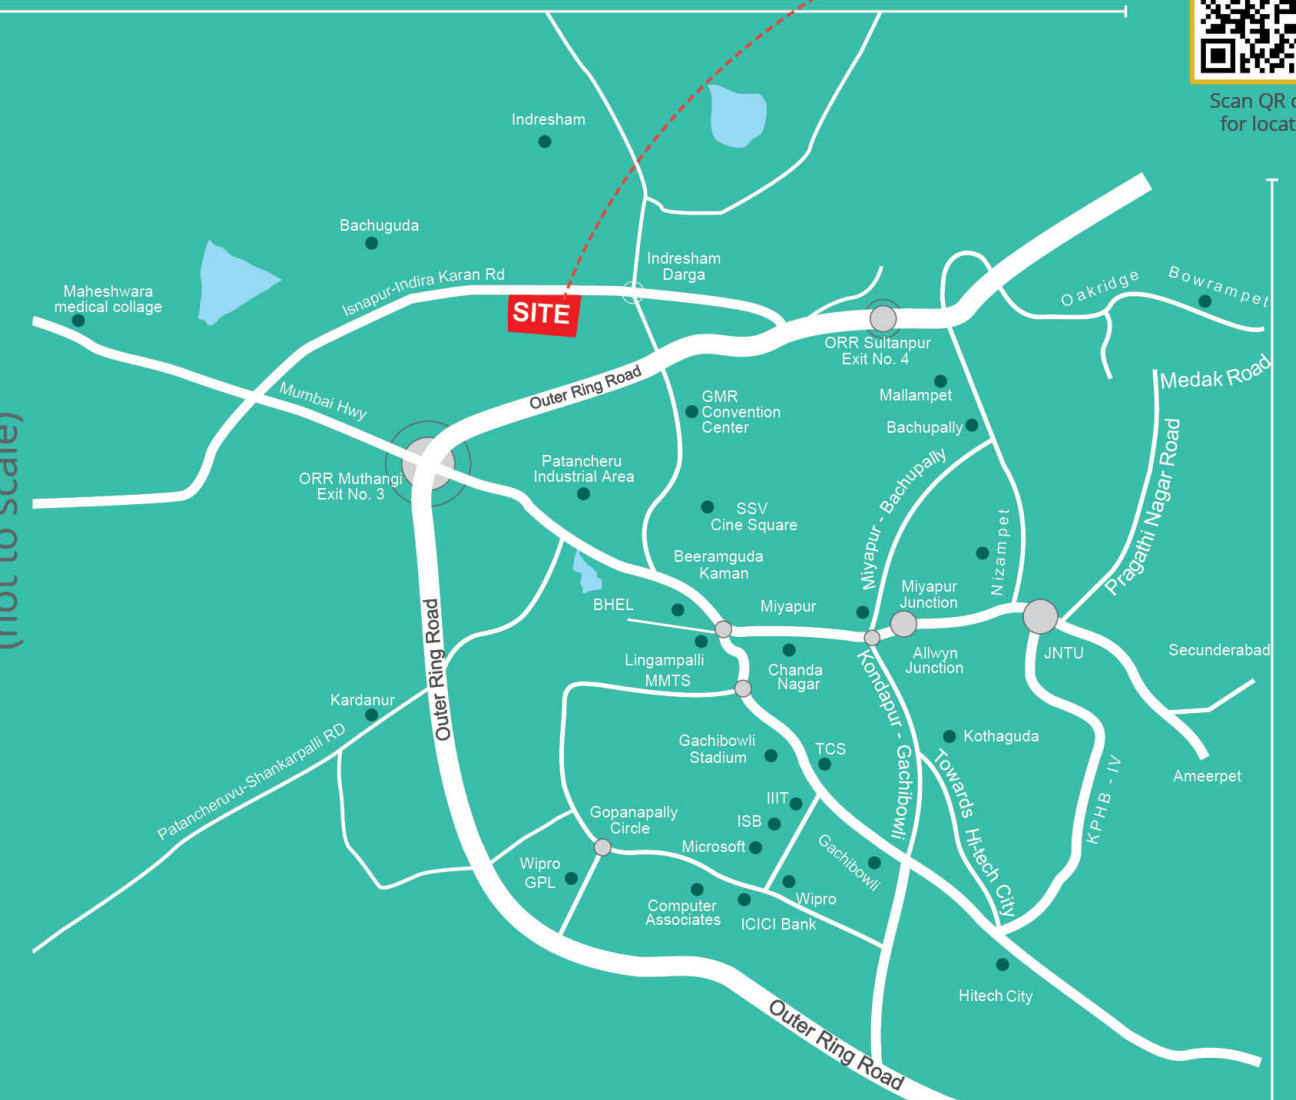 Scan QR
for locat
Indresham
Bachuguda
Isnapur-Indira Karan Rd
Indresham
Darga
Maheshwara
medical collage
SITE
Oakridge
Bowrampet
ORR Sultanpur
Exit No. 4
Medak Road
Mumbai Hwy
Outer Ring Road
Mallampet
GMR
Convention
Center
Bachupally
Pragathi Nagar Road
Miyapur - Bachupally
Patancheru
Industrial Area
ORR Muthangi
Exit No. 3
SSV
Cine Square
Nizampet
(not to scale)
Beeramguda
Kaman
Miyapur
Junction
BHEL
Miyapur
Outer Ring Road
Lingampalli
MMTS
Chanda
Nagar
Allwyn
Junction
JNTU
Secunderabad
Kondapur - Gachibowli
Kardanur
Patancheruvu-Shankarpalli RD
Gachibowli
Stadium
TCS
Kothaguda
Towards Hi-tech City
KPHB - IV
Ameerpet
IIIT
Gopanapally
Circle
ISB
Microsoft
Gachibowli
Wipro
GPL
Computer
Associates
Wipro
ICICI Bank
Hitech City
Outer Ring Road